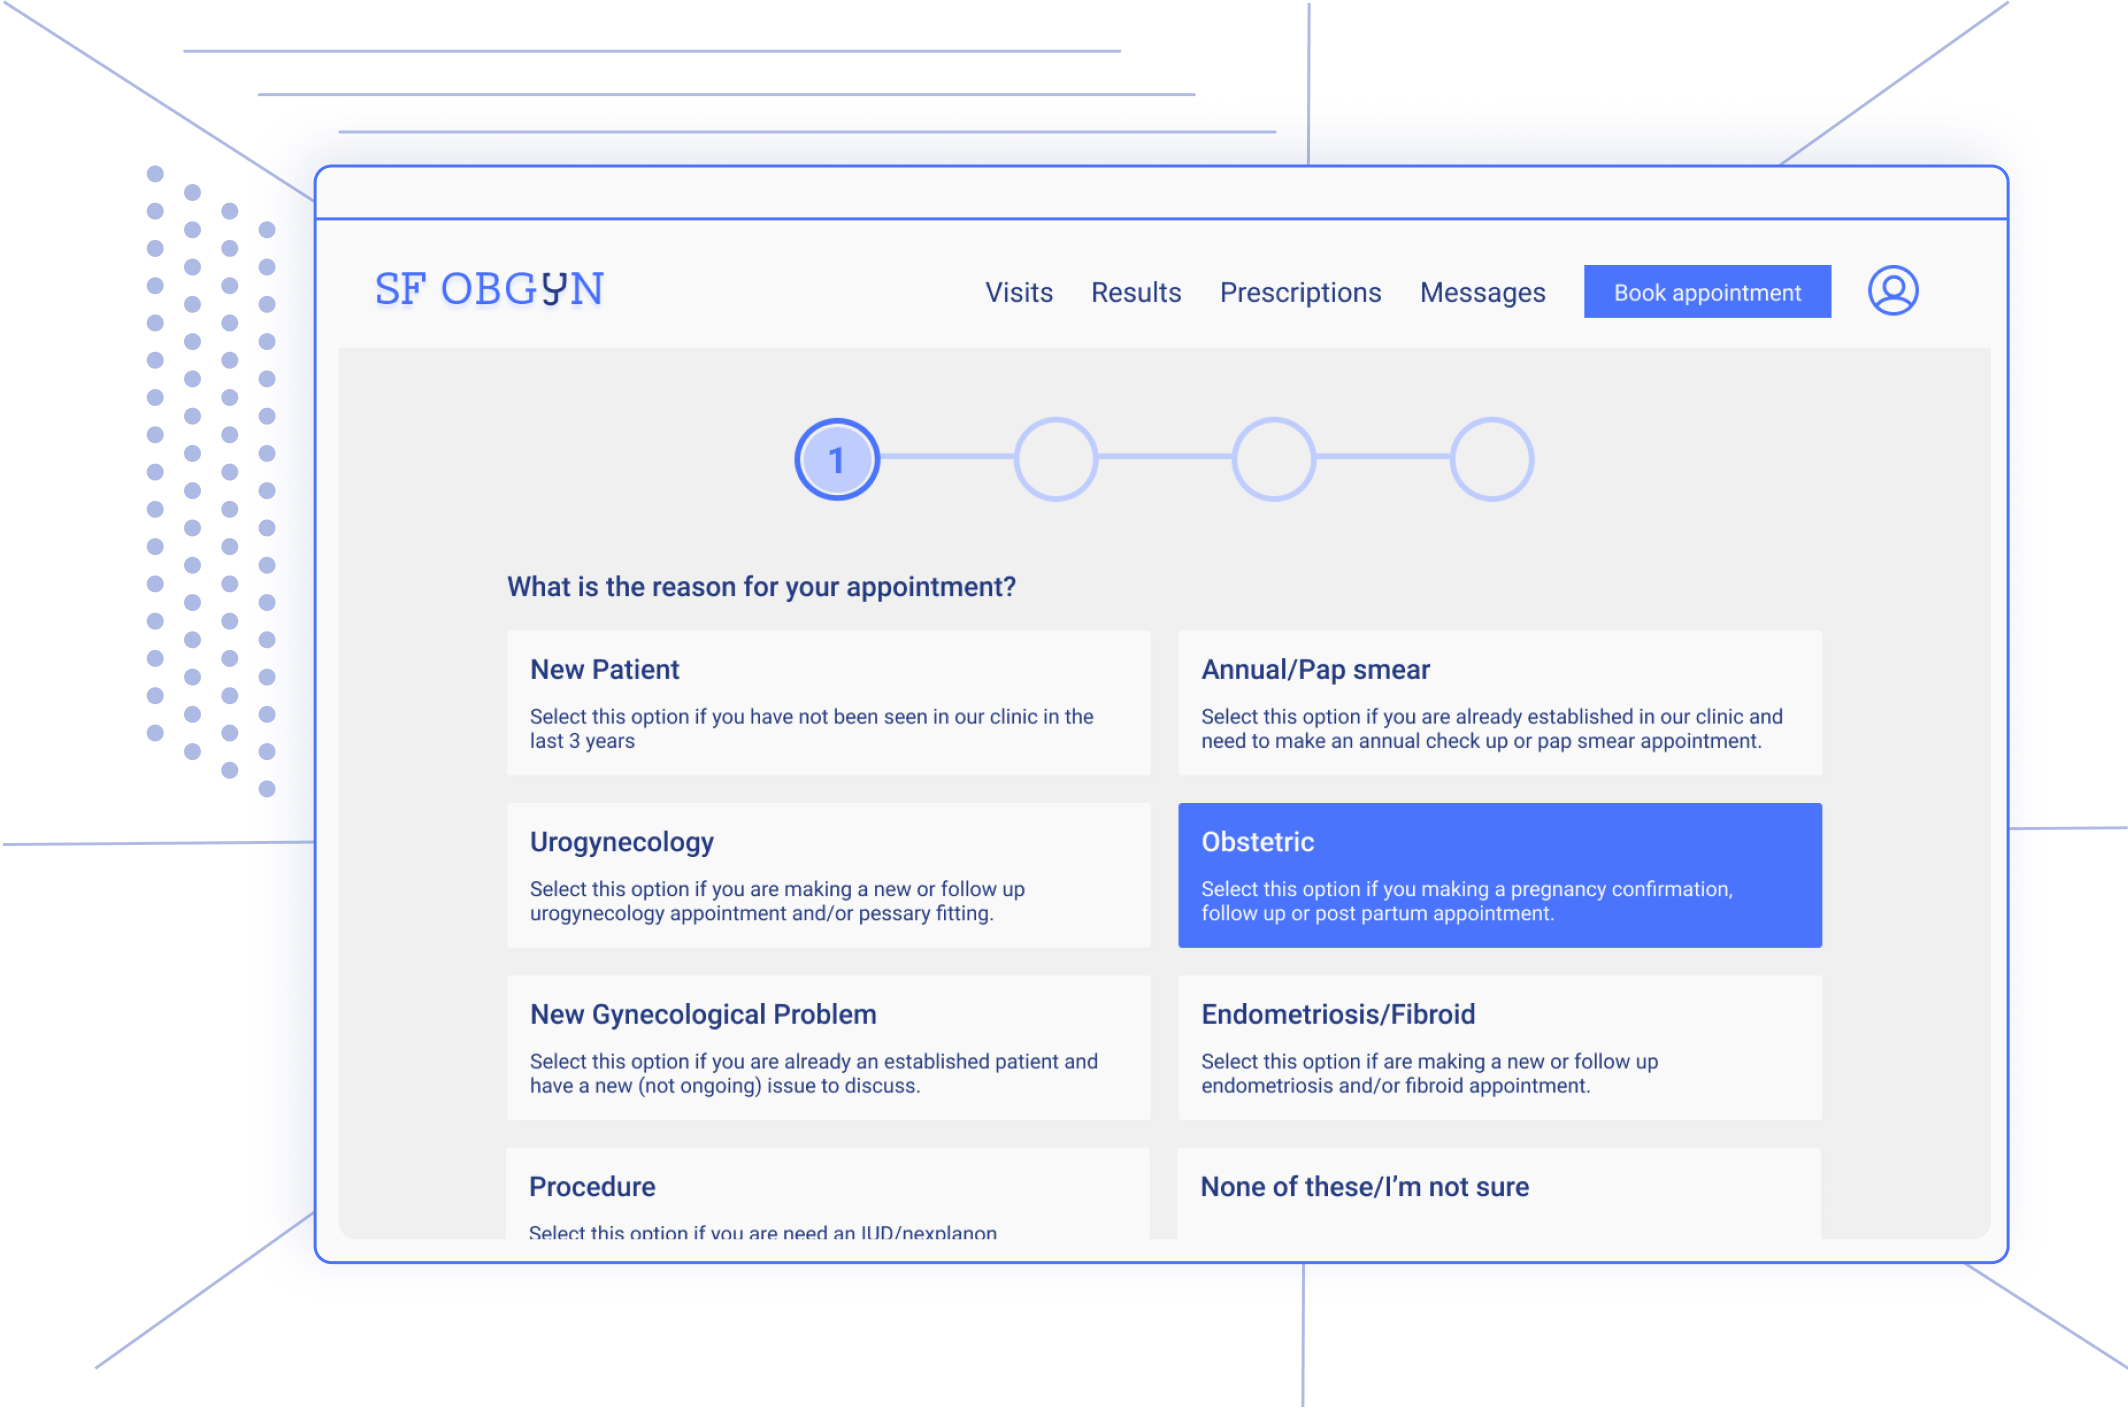 SF OBGYN
Visits Results Prescriptions Messages Book appointment
1
What is the reason for your appointment?
New Patient
Select this option if you have not been seen in our clinic in the
last 3 years
Annual/Pap smear
Select this option if you are already established in our clinic and
need to make an annual check up or pap smear appointment.
Urogynecology
Select this option if you are making a new or follow up
urogynecology appointment and/or pessary fitting.
Obstetric
Select this option if you making a pregnancy confirmation,
follow up or post partum appointment.
New Gynecological Problem
Select this option if you are already an established patient and
have a new (not ongoing) issue to discuss.
Endometriosis/Fibroid
Select this option if are making a new or follow up
endometriosis and/or fibroid appointment.
Procedure
Select this option if you are need an IUD/nexplanon
None of these/I’m not sure